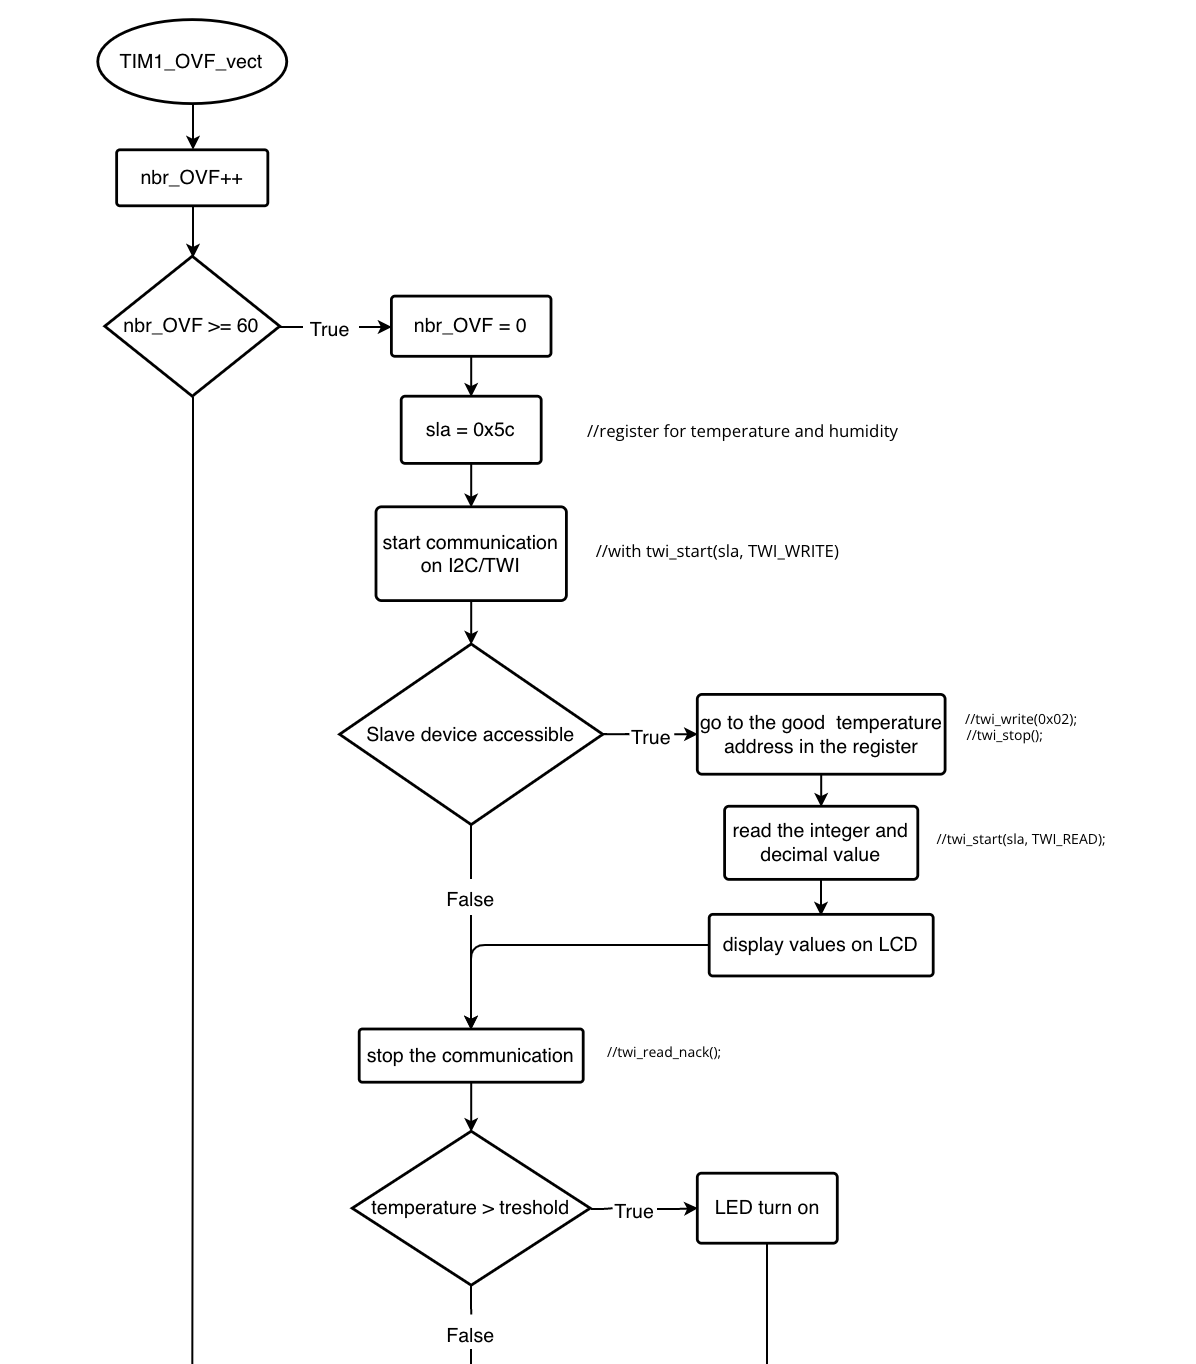 TIM1_OVF_vect
nbr_OVF++
nbr_OVF >= 60
True
nbr_OVF = 0
sla = 0x5c
//register for temperature and humidity
start communication
on I2C/TWI
//with twi_start(sla, TWI_WRITE)
Slave device accessible
True
go to the good  temperature
address in the register
//twi_write(0x02);
//twi_stop();
read the integer and
decimal value
//twi_start(sla, TWI_READ);
False
display values on LCD
stop the communication
//twi_read_nack();
temperature > treshold
True
LED turn on
False